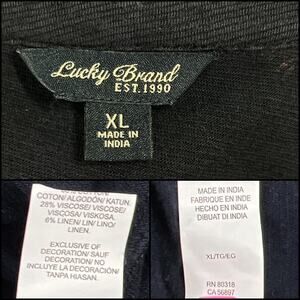 Lucky Brand
EST. 1990
XL
MADE IN
INDIA
COTON/ ALGODÓN/ KATUN.
28% VISCOSE/ VISCOSE/
VISCOSA/ VISKOSA.
6% LINEN/ LIN/ LINO/
LINEN.
EXCLUSIVE OF
DECORATION/ SAUF
DÉCORATION/ NO
INCLUYE LA DECORACIÓN/
TANPA HIASAN.
MADE IN INDIA
FABRIQUE EN INDE
HECHO EN INDIA
DIBUAT DI INDIA
XL/TG/EG
RN 80318
CA 56897